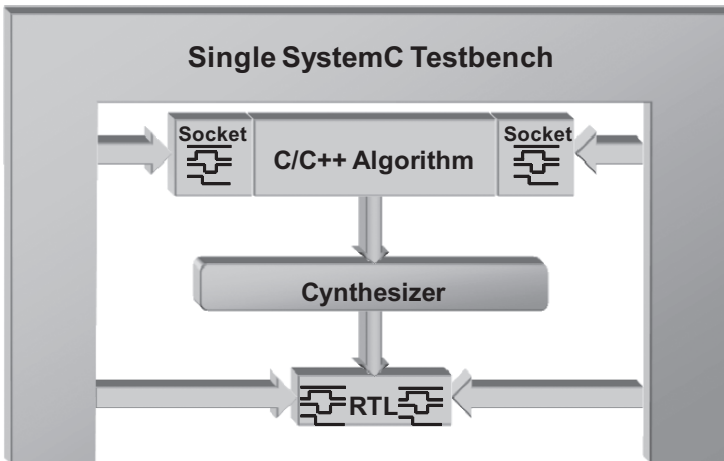 Single SystemC Testbench
Socket
C/C++ Algorithm
Socket
Cynthesizer
RTL